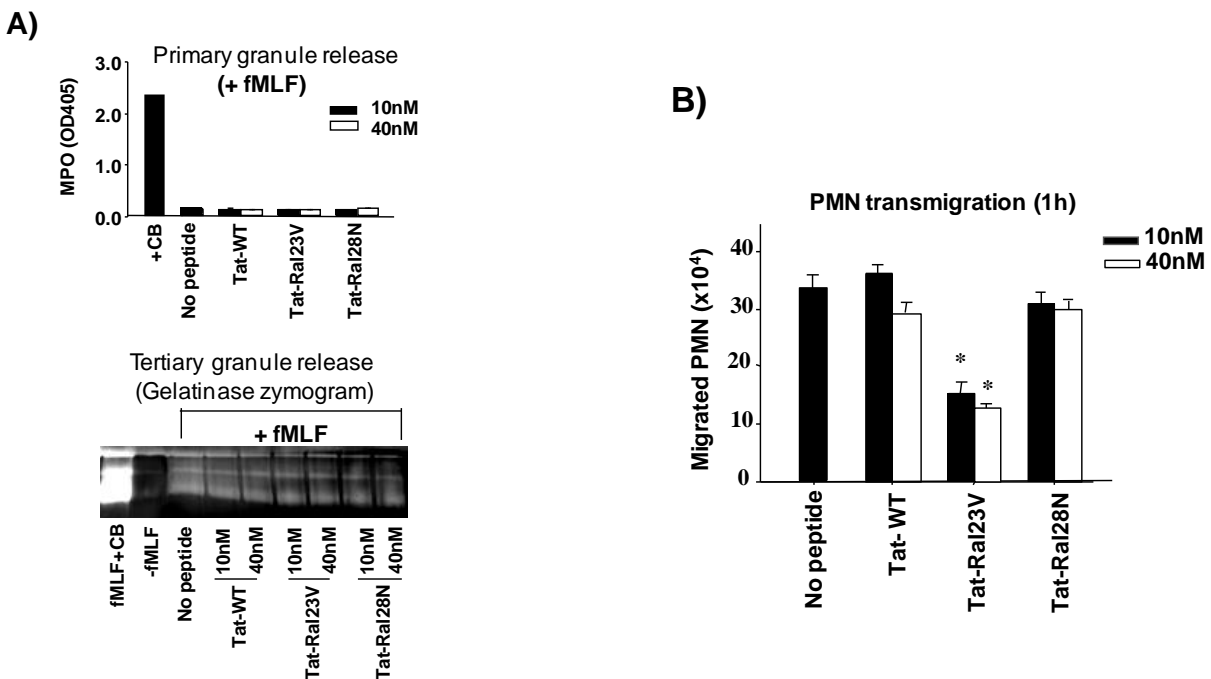 A)
Primary granule release
(+ fMLF)
10nM
40nM
MPO (OD405)
3.0
2.0
1.0
0.0
+CB
No peptide
Tat-WT
Tat-Ral23V
Tat-Ral28N
Tertiary granule release
(Gelatinase zymogram)
+ fMLF
fMLF+CB
-fMLF
No peptide
10nM
40nM
10nM
40nM
10nM
40nM
Tat-WT
Tat-Ral23V
Tat-Ral28N
B)
PMN transmigration (1h)
10nM
40nM
Migrated PMN (x10⁴)
40
30
20
10
0
*
*
No peptide
Tat- WT
Tat-Ral23V
Tat-Ral28N